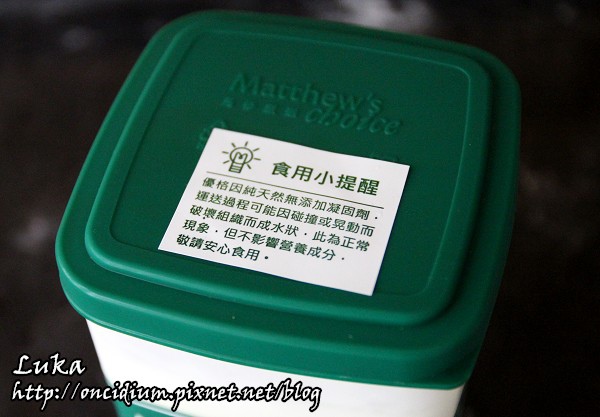 Matthew's
choice
食用小提醒
優格因純天然無添加凝固劑，
運送過程可能因碰撞或晃動而
破壞組織而成水狀，此為正常
現象，但不影響營養成分，
敬請安心食用。
Luka
http://oncidium.pixnet.net/blog